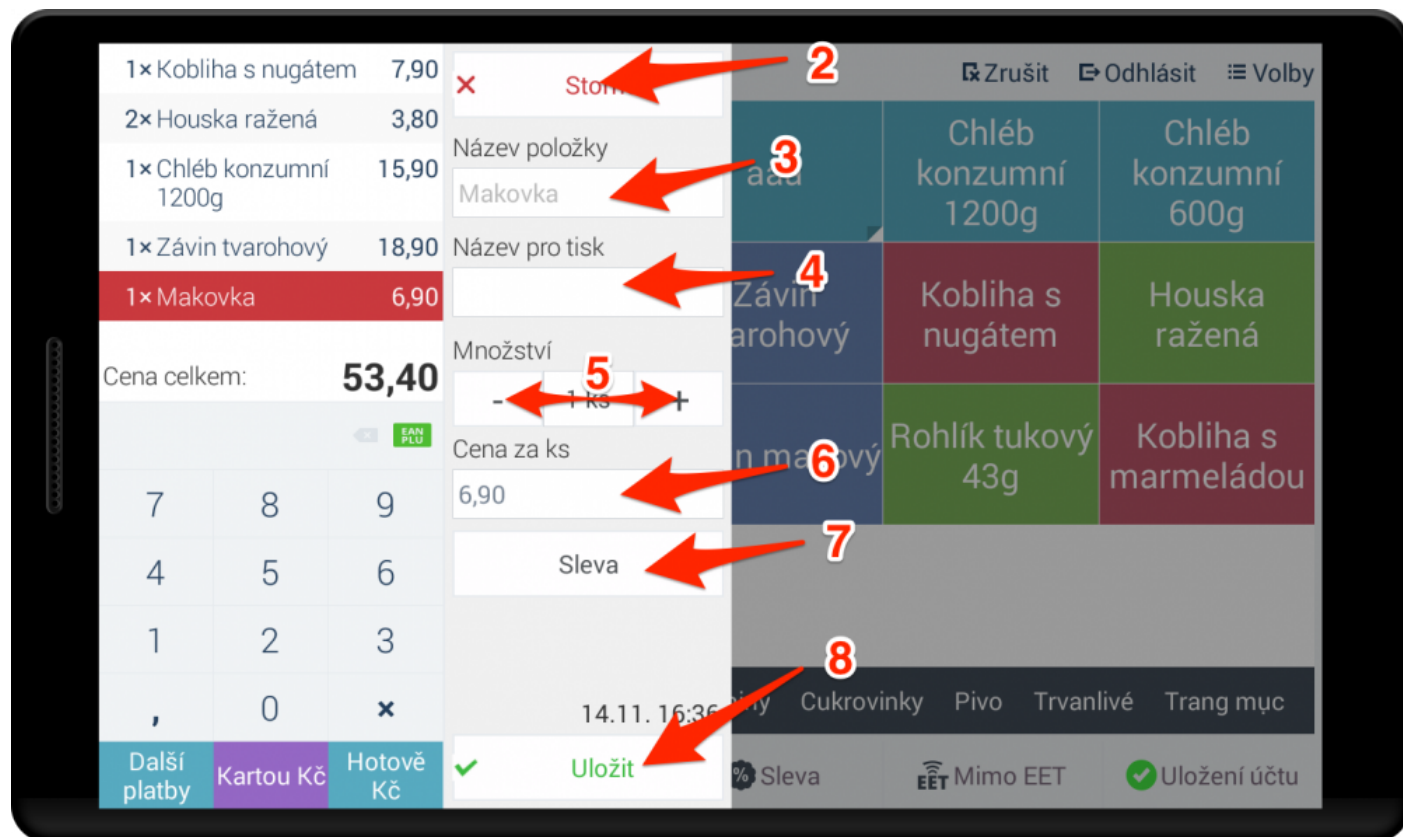 1× Kobliha s nugátem 7,90
2× Houska ražená 3,80
1× Chléb konzumní 15,90
1200g
1× Závin tvarohový 18,90
1× Makovka 6,90
Cena celkem: 53,40
EAN
PLU
7 8 9
4 5 6
1 2 3
, 0 ×
Další
platby
Kartou Kč
Hotově
Kč
2
Název položky
3
Makovka
Název pro tisk
4
Množství
5
- 1 ks +
Cena za ks
6
6,90
7
Sleva
8
14.11. 16:36
Uložit
Zrušit Odhlásit Volby
Chléb
konzumní
1200g
Chléb
konzumní
600g
Závin
Kobliha s
nugátem
Houska
ražená
Rohlík tukový
43g
Kobliha s
marmeládou
Cukrovinky Pivo Trvanlivé Trang mục
% Sleva
EET Mimo EET
Uložení účtu